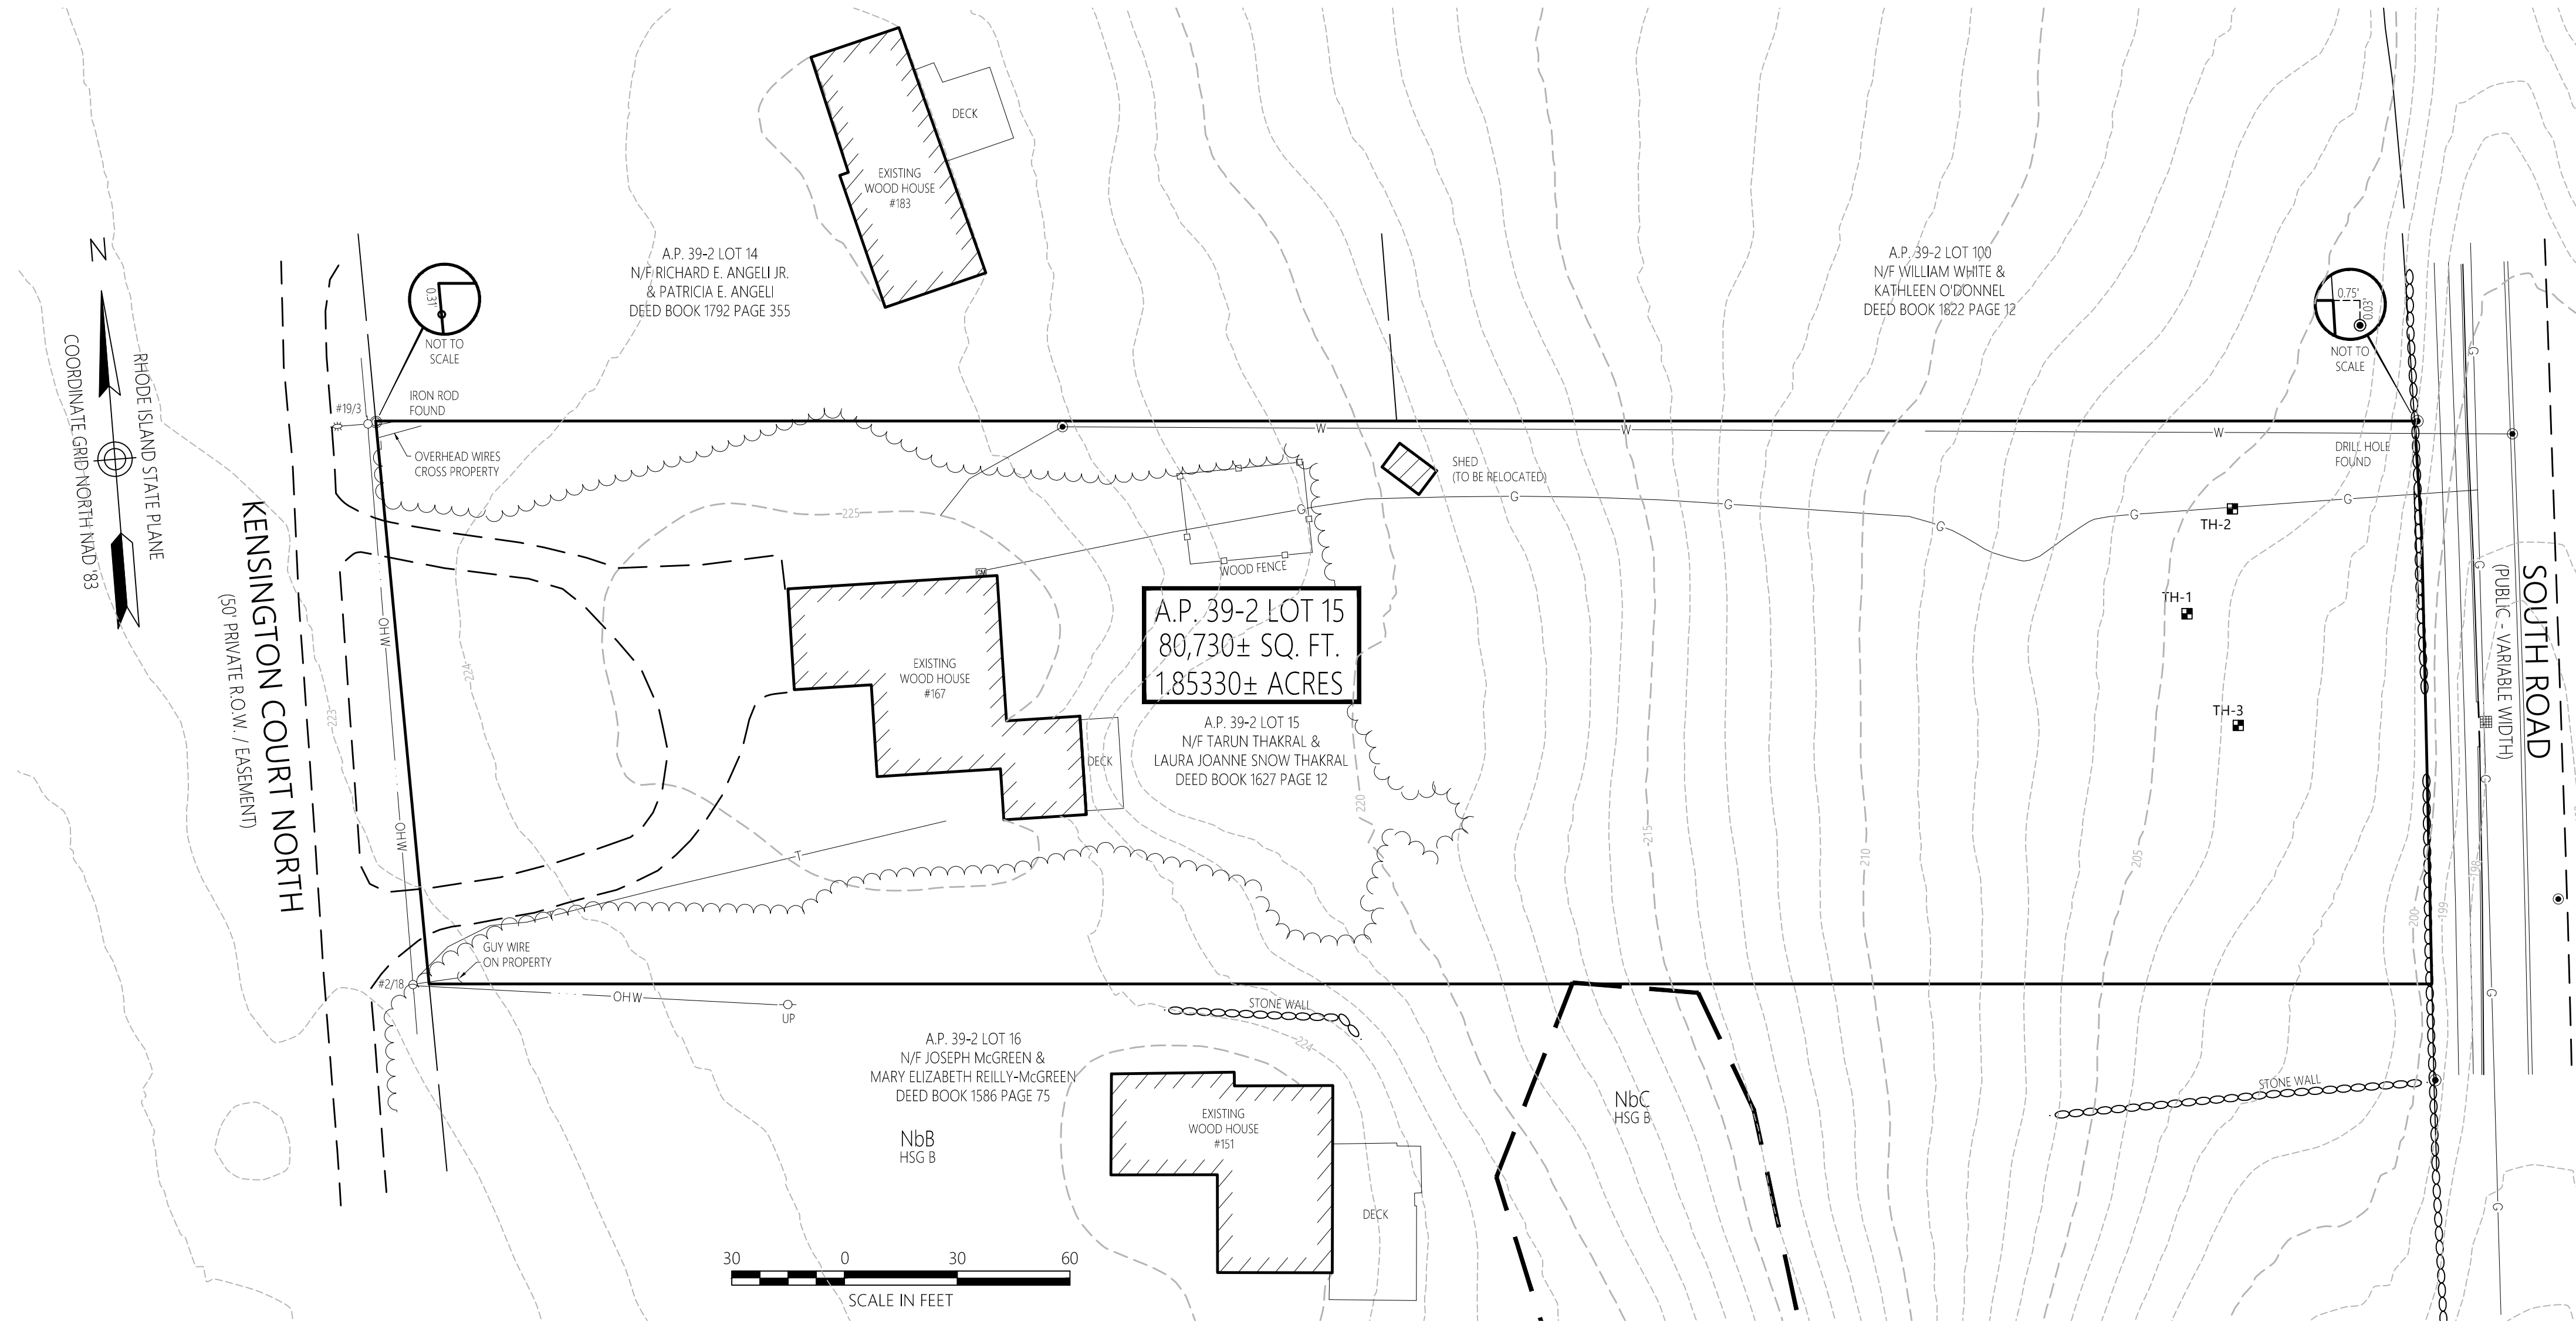 DECK
EXISTING
WOOD HOUSE
#183
A.P. 39-2 LOT 14
N/F RICHARD E. ANGELI JR.
& PATRICIA E. ANGELI
DEED BOOK 1792 PAGE 355
A.P. 39-2 LOT 100
N/F WILLIAM WHITE &
KATHLEEN O'DONNEL
DEED BOOK 1822 PAGE 12
N
RHODE ISLAND STATE PLANE
COORDINATE GRID NORTH NAD '83
0.31'
NOT TO
SCALE
0.75'
0.03'
NOT TO
SCALE
#19/3
IRON ROD
FOUND
OVERHEAD WIRES
CROSS PROPERTY
W
W
W
DRILL HOLE
FOUND
SHED
(TO BE RELOCATED)
G
G
G
G
G
G
G
G
G
G
G
G
225
TH-2
TH-1
TH-3
WOOD FENCE
GM
KENSINGTON COURT NORTH
(50' PRIVATE R.O.W. / EASEMENT)
SOUTH ROAD
(PUBLIC - VARIABLE WIDTH)
OHW
OHW
A.P. 39-2 LOT 15
80,730± SQ. FT.
1.85330± ACRES
EXISTING
WOOD HOUSE
#167
DECK
A.P. 39-2 LOT 15
N/F TARUN THAKRAL &
LAURA JOANNE SNOW THAKRAL
DEED BOOK 1627 PAGE 12
223
224
220
215
210
205
200
199
198
T
GUY WIRE
ON PROPERTY
#2/18
OHW
UP
STONE WALL
224
A.P. 39-2 LOT 16
N/F JOSEPH McGREEN &
MARY ELIZABETH REILLY-McGREEN
DEED BOOK 1586 PAGE 75
NbB
HSG B
EXISTING
WOOD HOUSE
#151
DECK
NbC
HSG B
STONE WALL
30 0 30 60
SCALE IN FEET